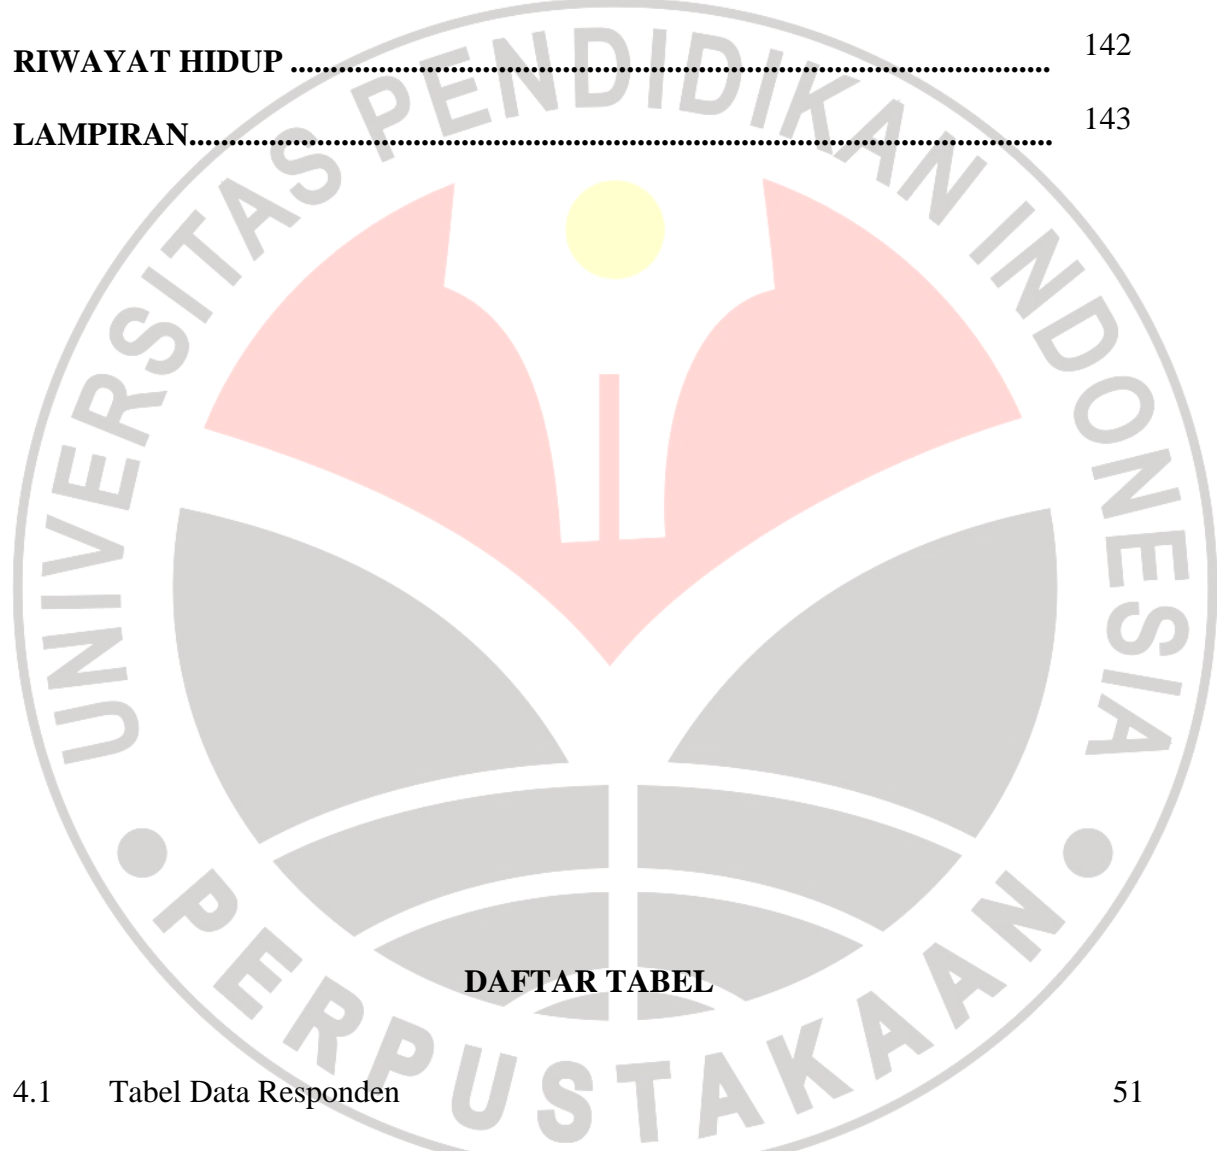 RIWAYAT HIDUP ................................................................................................ 142
LAMPIRAN............................................................................................................. 143
UNIVERSITAS PENDIDIKAN INDONESIA
PERPUSTAKAAN
DAFTAR TABEL
4.1 Tabel Data Responden 51